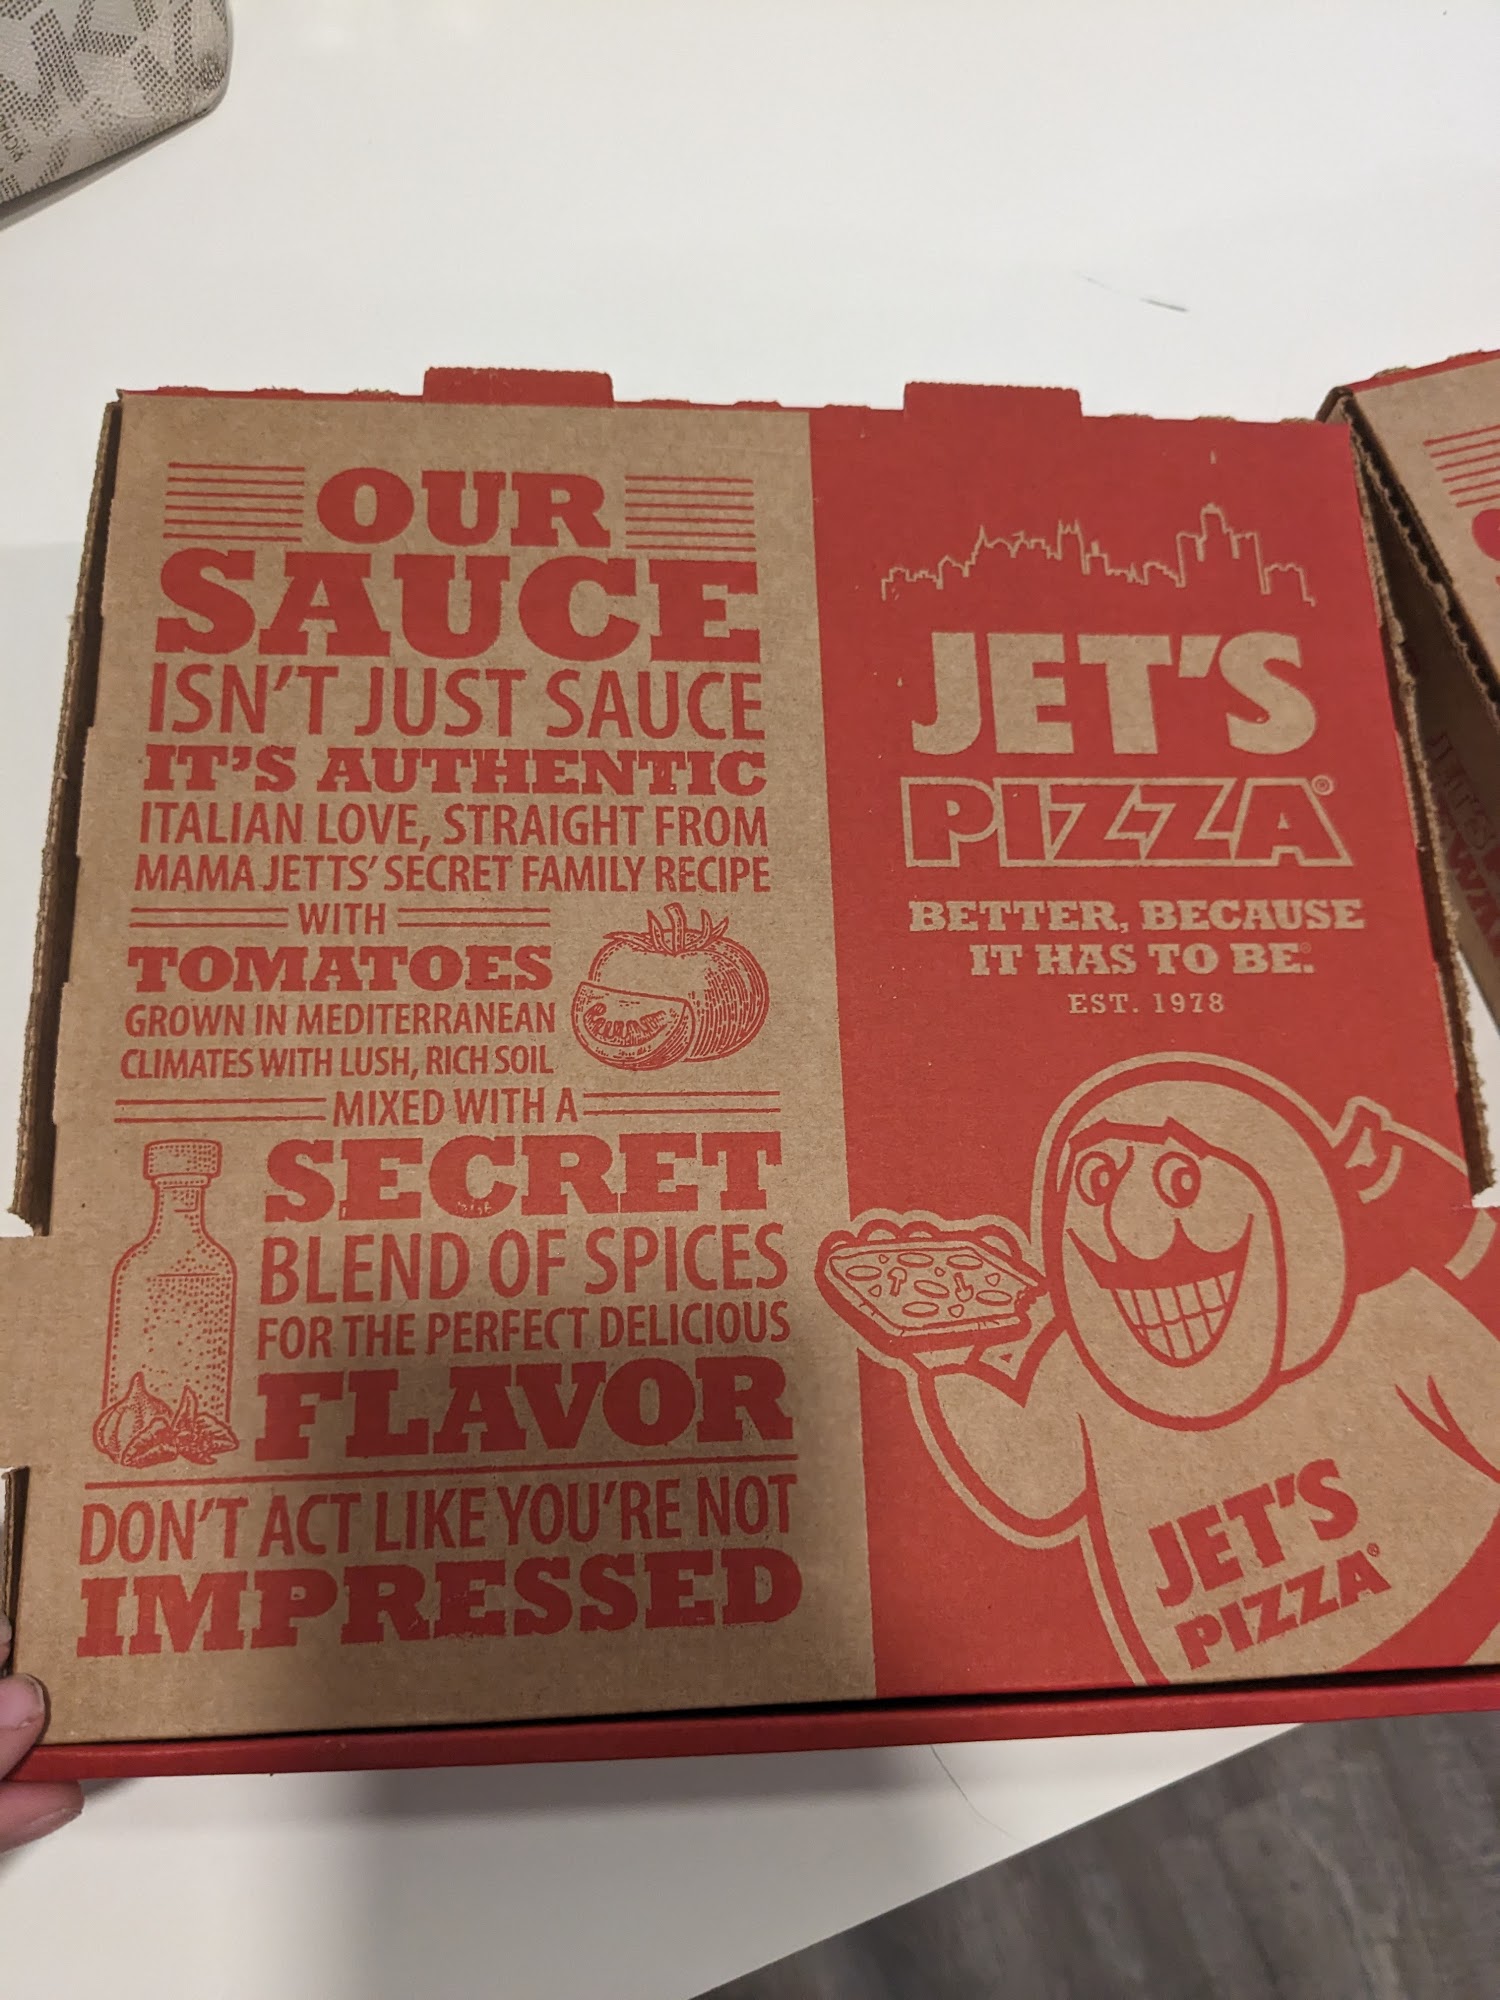 OUR
SAUCE
ISN'T JUST SAUCE
IT'S AUTHENTIC
ITALIAN LOVE, STRAIGHT FROM
MAMA JETTS' SECRET FAMILY RECIPE
WITH
TOMATOES
GROWN IN MEDITERRANEAN
CLIMATES WITH LUSH, RICH SOIL
MIXED WITH A
SECRET
BLEND OF SPICES
FOR THE PERFECT DELICIOUS
FLAVOR
DON'T ACT LIKE YOU'RE NOT
IMPRESSED
JET'S
PIZZA®
BETTER, BECAUSE
IT HAS TO BE.®
EST. 1978
JET'S
PIZZA®